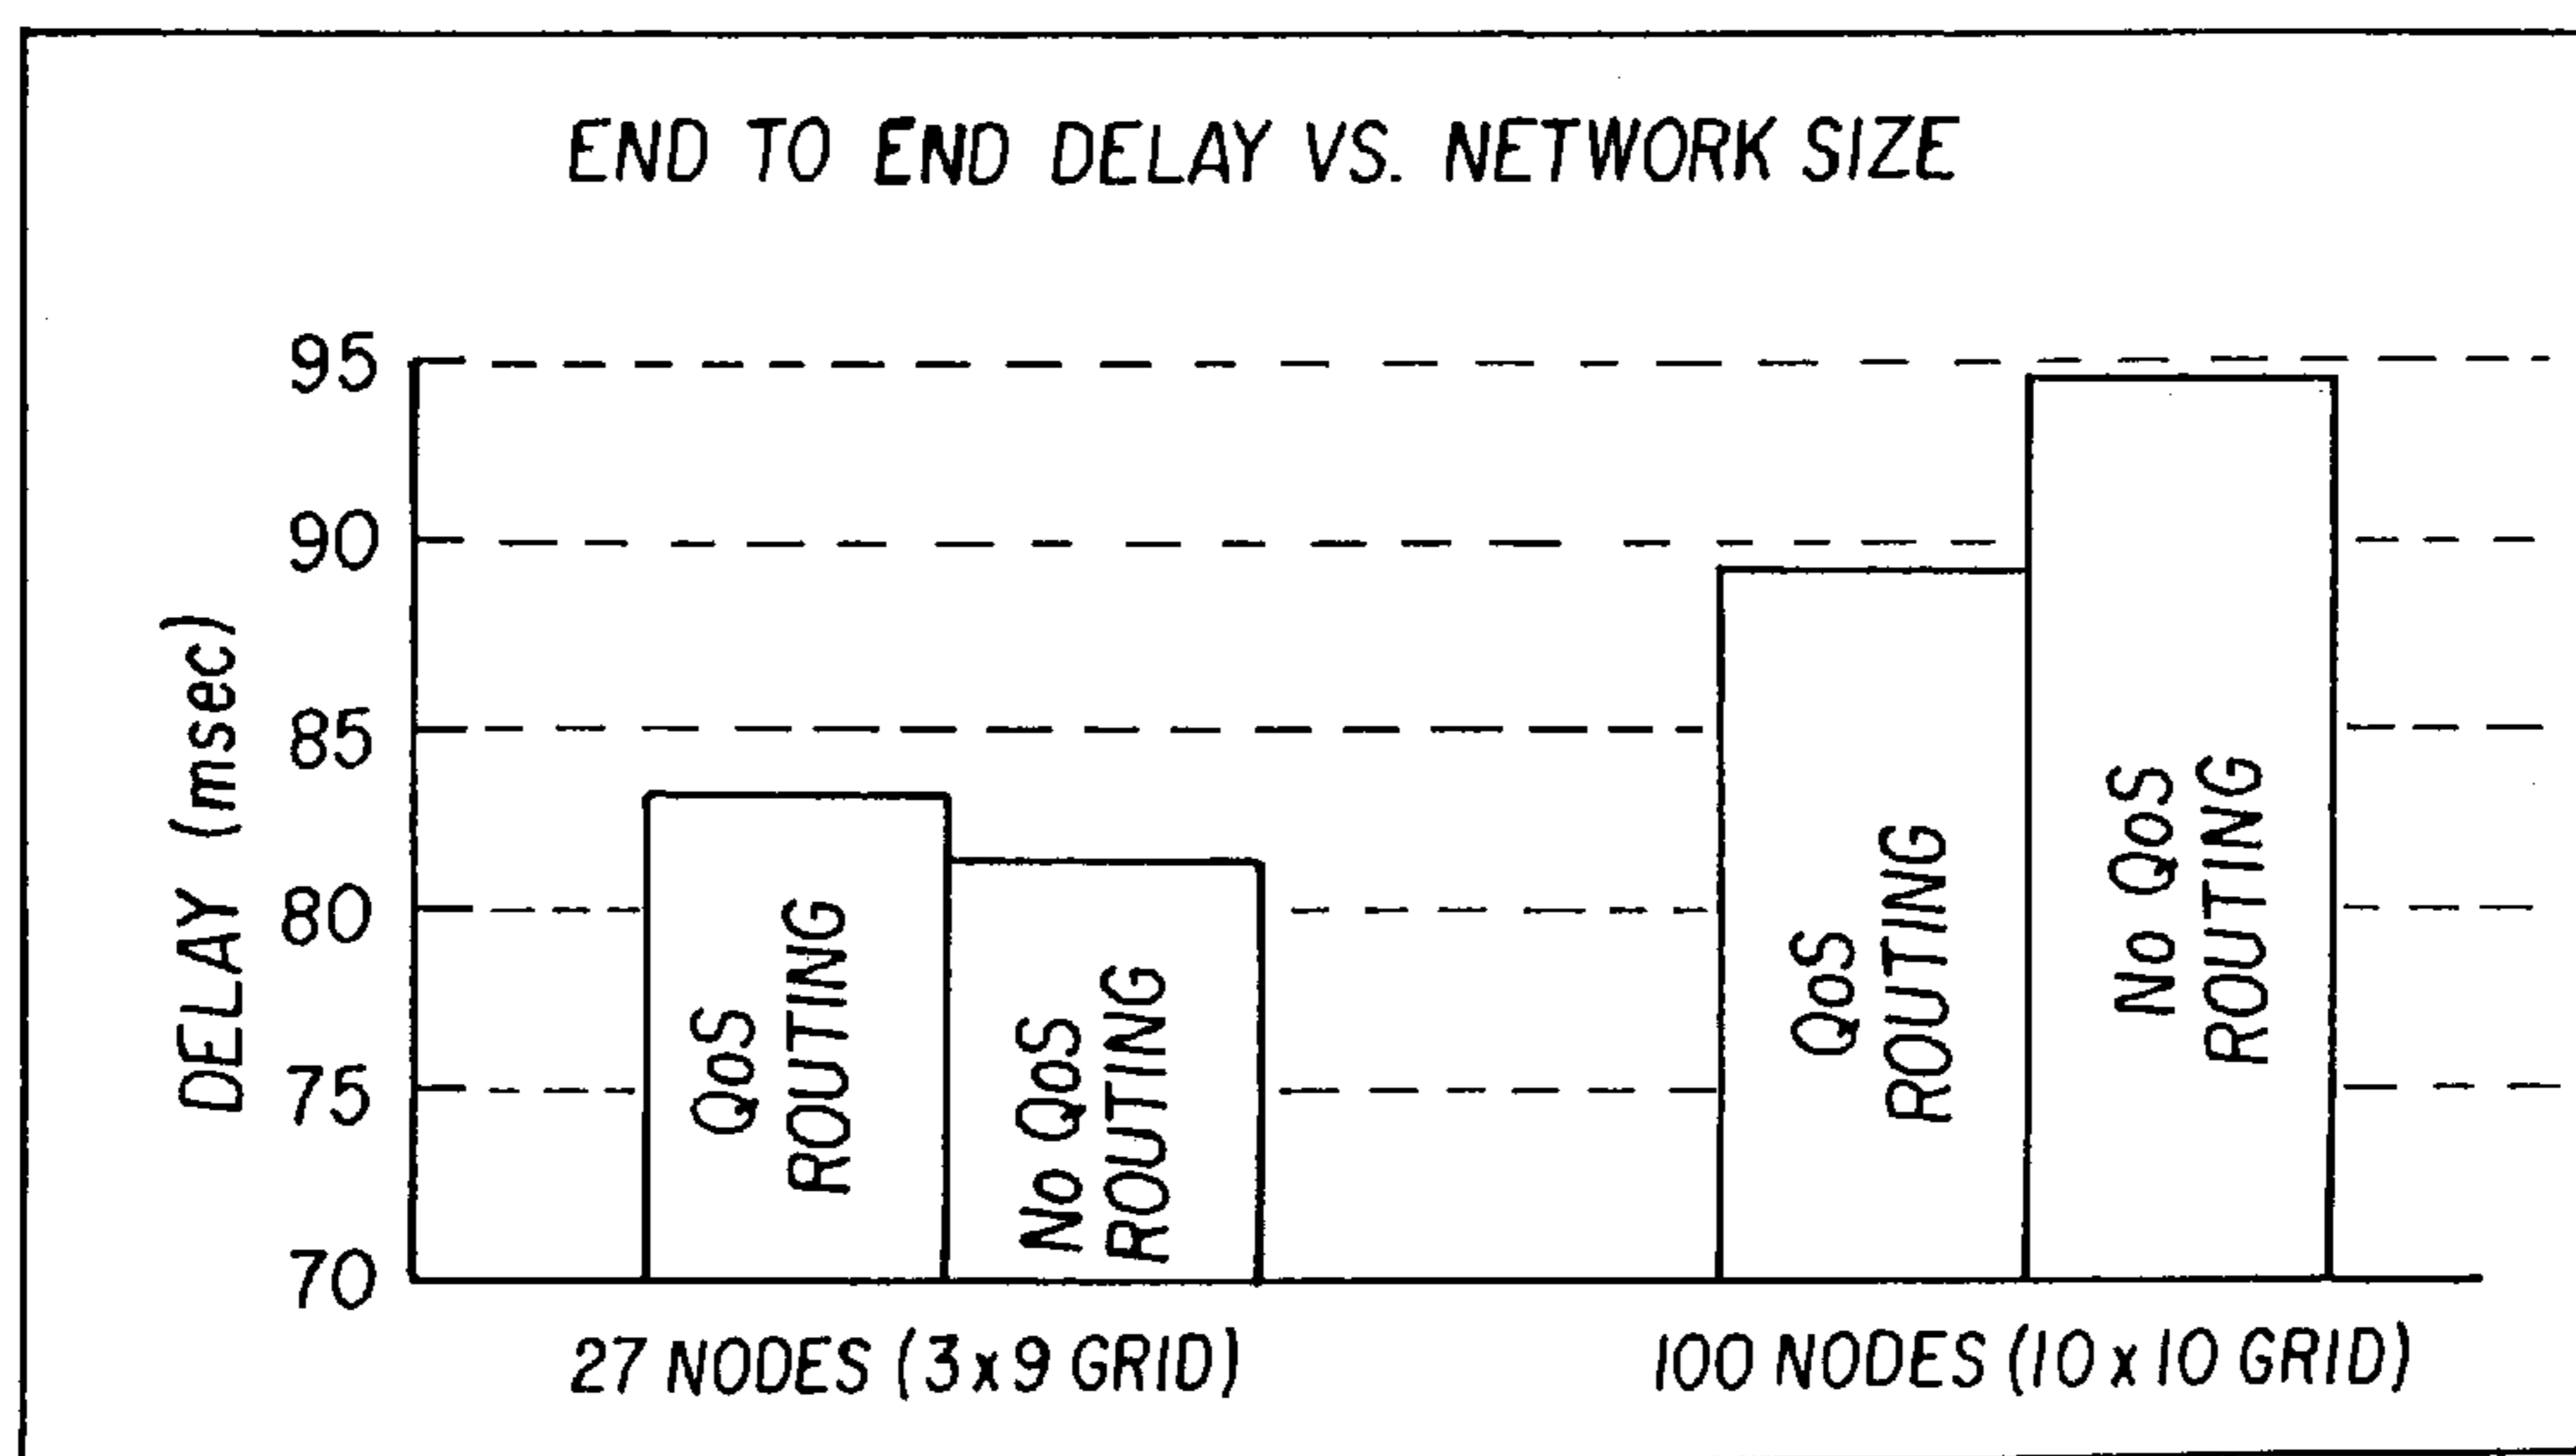 END TO END DELAY VS. NETWORK SIZE
DELAY (msec)
95
90
85
80
75
70
QoS
ROUTING
No QoS
ROUTING
QoS
ROUTING
No QoS
ROUTING
27 NODES (3x9 GRID)
100 NODES (10x10 GRID)